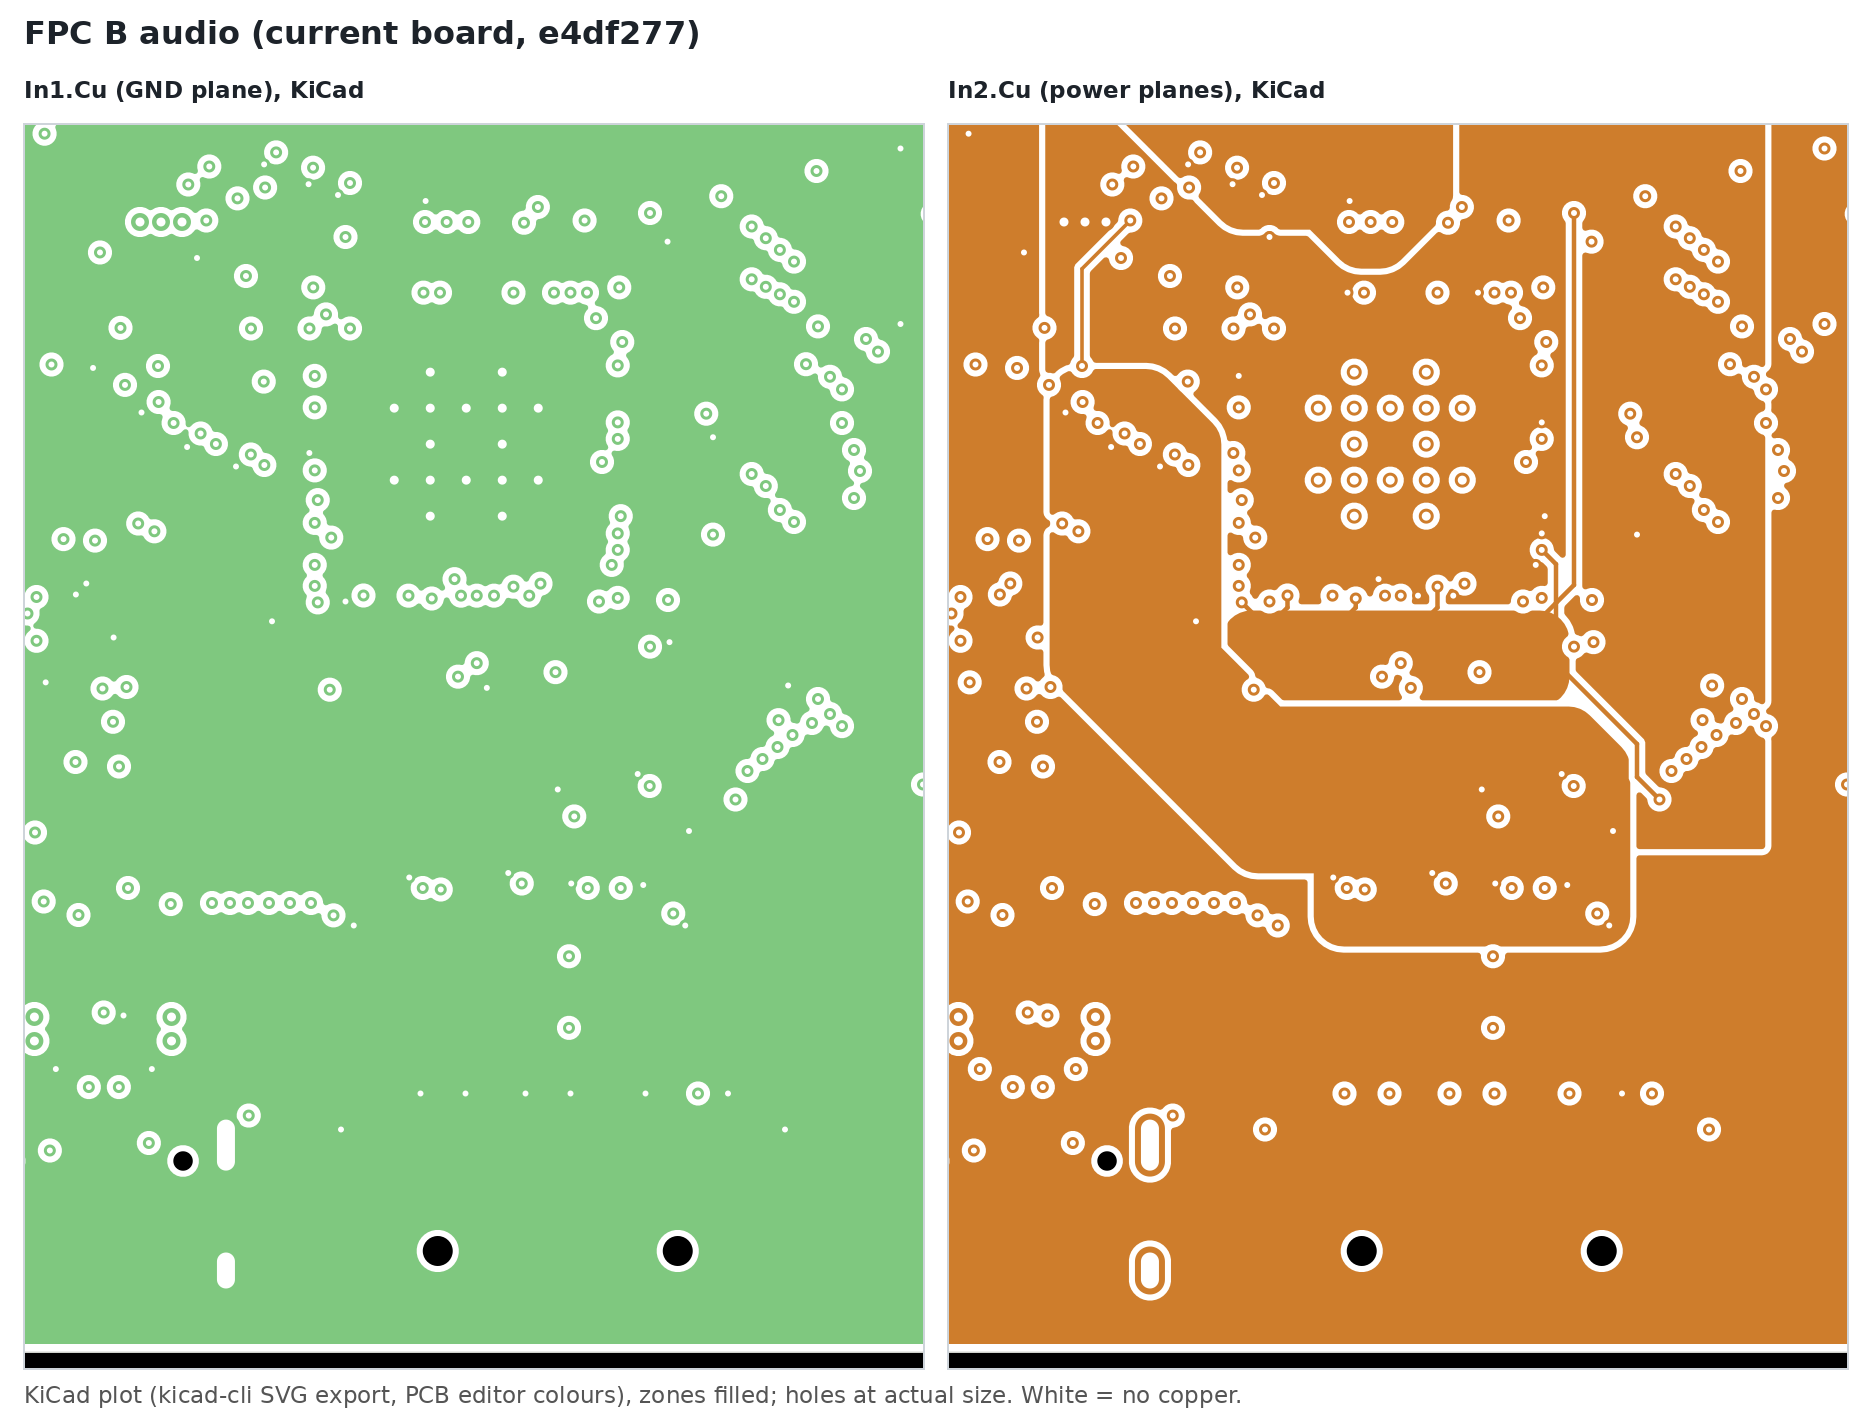 FPC B audio (current board, e4df277)
In1.Cu (GND plane), KiCad
In2.Cu (power planes), KiCad
KiCad plot (kicad-cli SVG export, PCB editor colours), zones filled; holes at actual size. White = no copper.